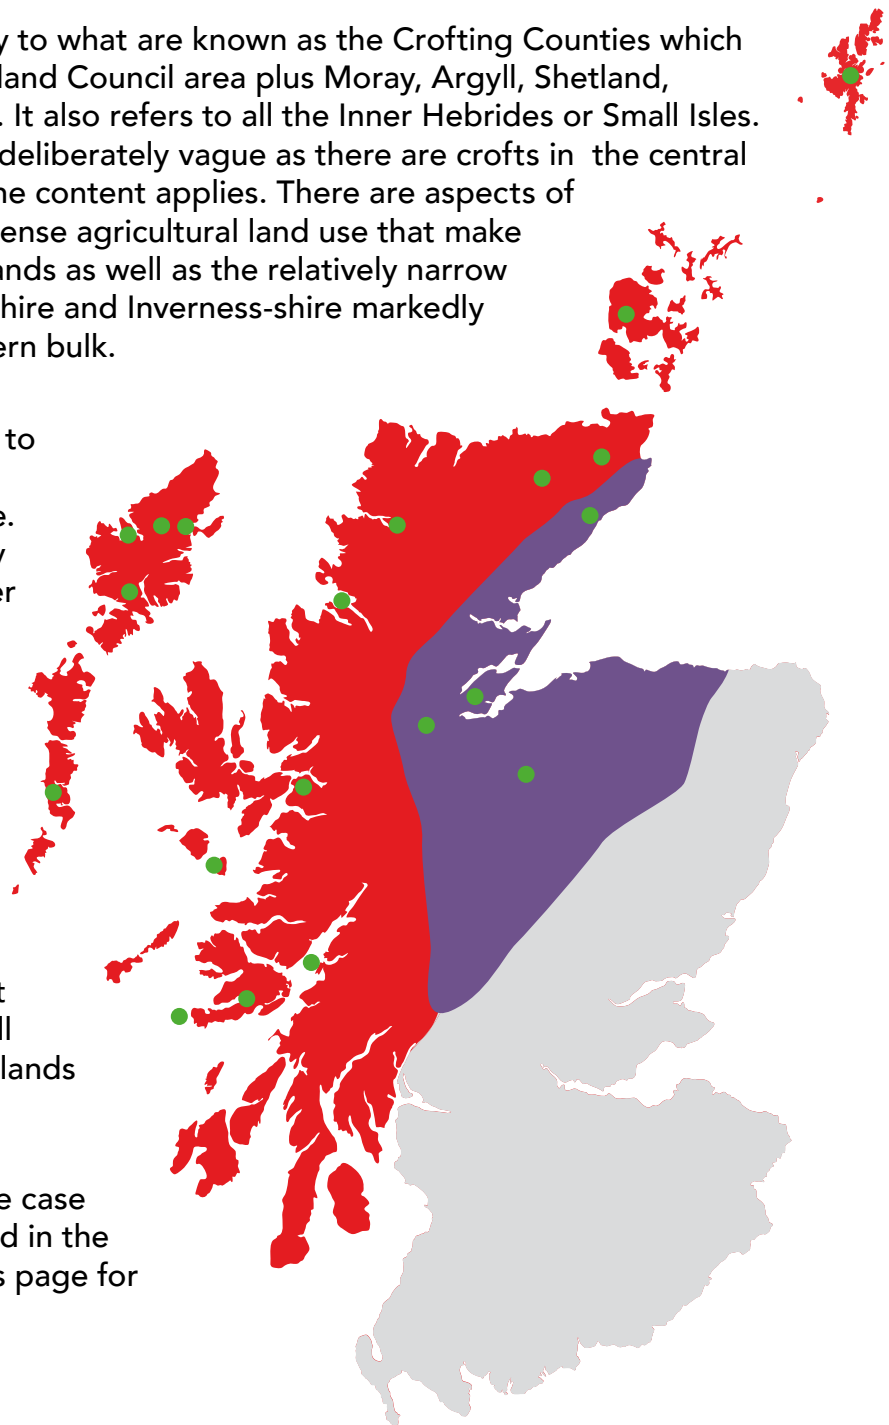 y to what are known as the Crofting Counties which
land Council area plus Moray, Argyll, Shetland,
. It also refers to all the Inner Hebrides or Small Isles.
deliberately vague as there are crofts in the central
ne content applies. There are aspects of
ense agricultural land use that make
ands as well as the relatively narrow
hire and Inverness-shire markedly
ern bulk.
to
e.
y
er
t
ll
lands
e case
d in the
s page for